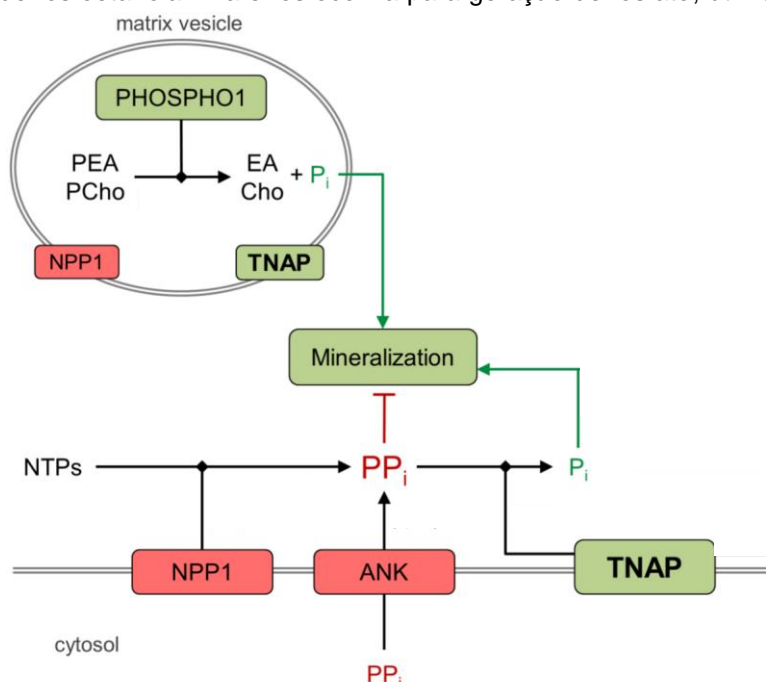 matrix vesicle
PHOSPHO1
PEA
PCho
EA
Cho
+ Pi
NPP1
TNAP
Mineralization
NTPs
PPi
Pi
NPP1
ANK
TNAP
cytosol
PPi